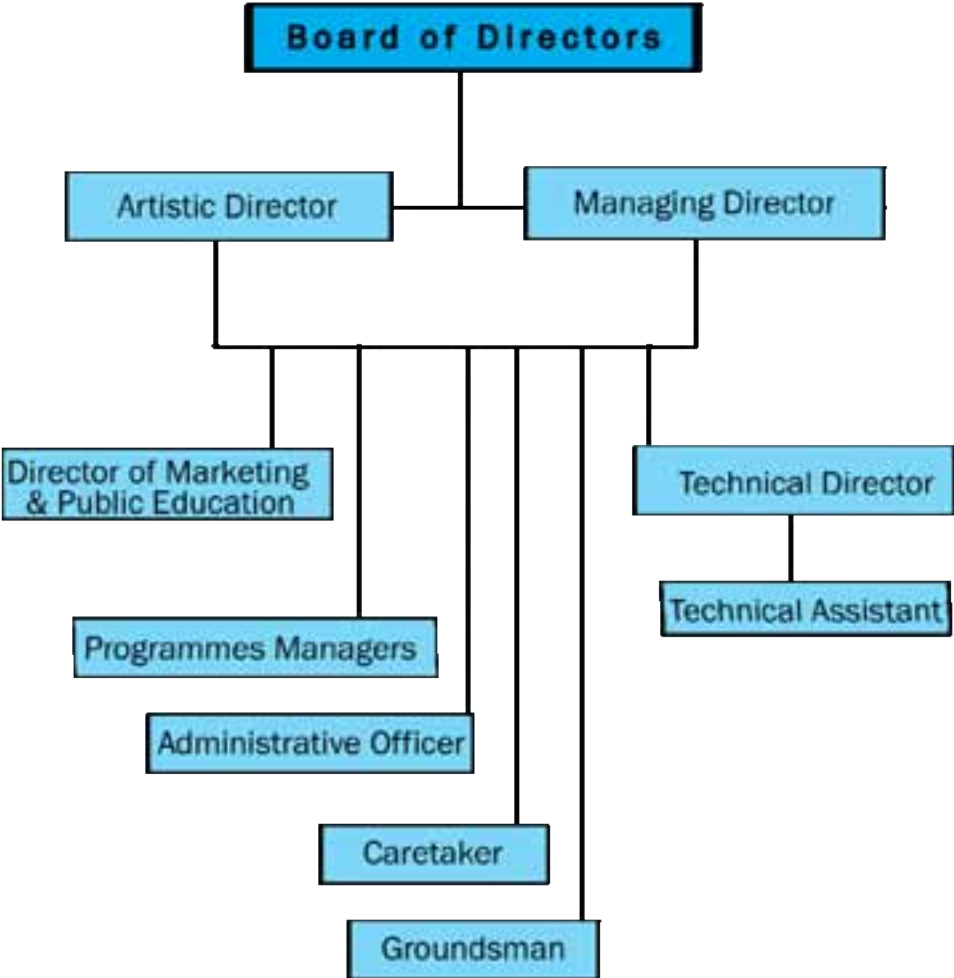 Board of Directors
Artistic Director
Managing Director
Director of Marketing
& Public Education
Technical Director
Technical Assistant
Programmes Managers
Administrative Officer
Caretaker
Groundsman